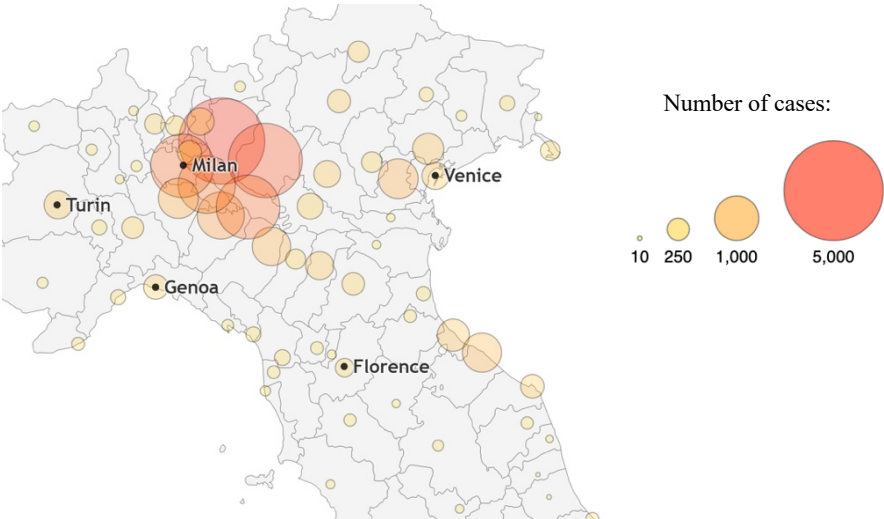 Number of cases:
Milan
Venice
Turin
10 250 1,000 5,000
Genoa
Florence